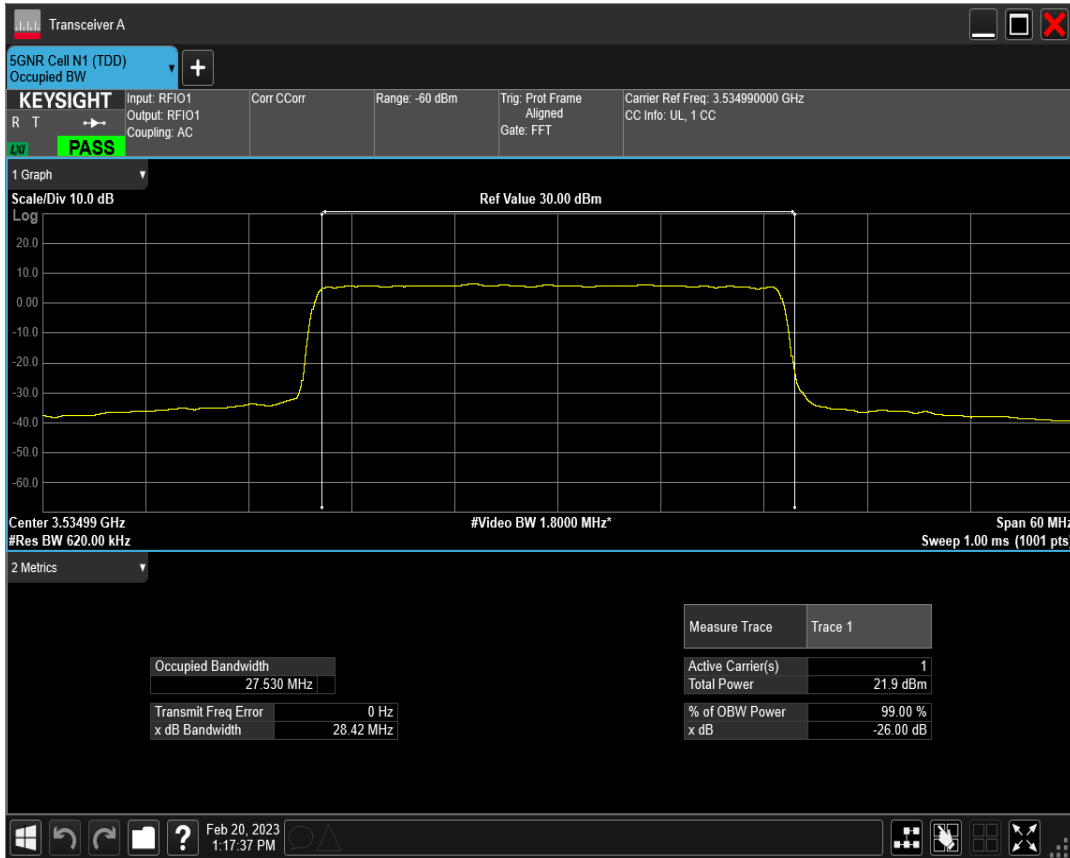 Transceiver A
5GNR Cell N1 (TDD)
Occupied BW
+
KEYSIGHT
R T
LXI
PASS
Input: RFIO1
Output: RFIO1
Coupling: AC
Corr CCorr
Range: -60 dBm
Trig: Prot Frame
Aligned
Gate: FFT
Carrier Ref Freq: 3.534990000 GHz
CC Info: UL, 1 CC
1 Graph
Scale/Div 10.0 dB
Ref Value 30.00 dBm
Log
20.0
10.0
0.00
-10.0
-20.0
-30.0
-40.0
-50.0
-60.0
Center 3.53499 GHz
#Video BW 1.8000 MHz*
Span 60 MHz
#Res BW 620.00 kHz
Sweep 1.00 ms (1001 pts)
2 Metrics
Measure Trace
Trace 1
Occupied Bandwidth
27.530 MHz
Active Carrier(s)
1
Total Power
21.9 dBm
Transmit Freq Error
0 Hz
x dB Bandwidth
28.42 MHz
% of OBW Power
99.00 %
x dB
-26.00 dB
?
Feb 20, 2023
1:17:37 PM